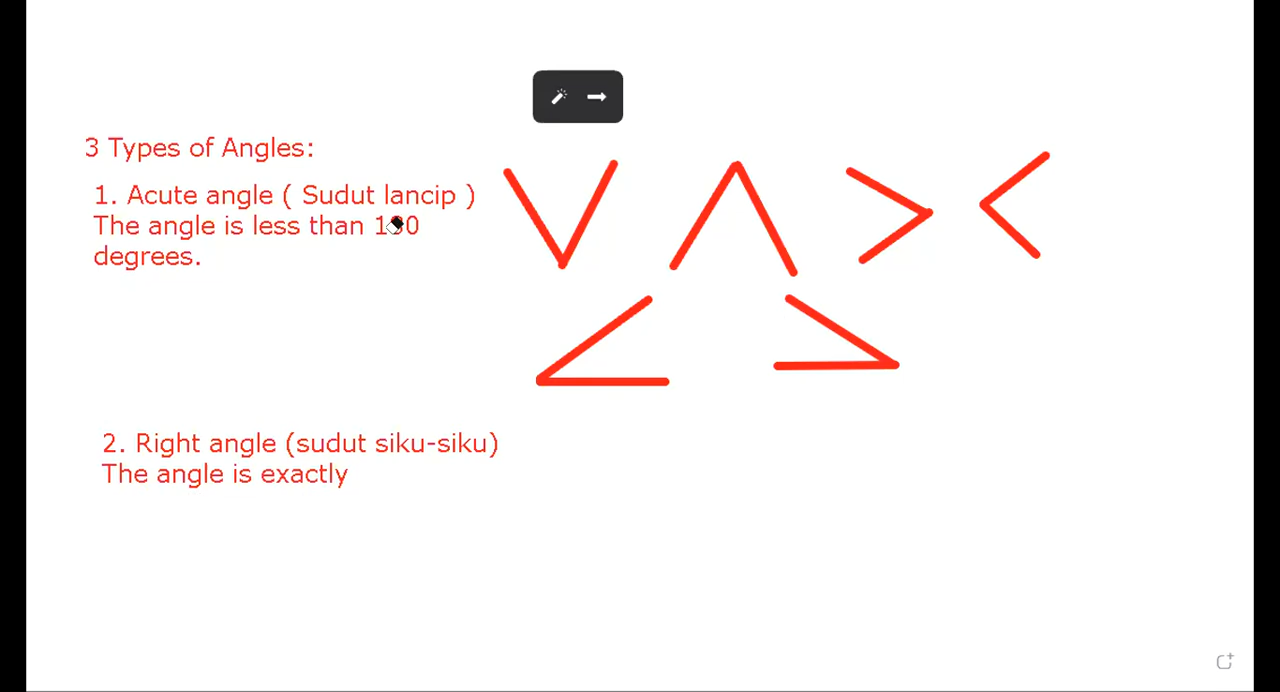 3 Types of Angles:
1. Acute angle ( Sudut lancip )
The angle is less than
degrees.
2. Right angle (sudut siku-siku)
The angle is exactly